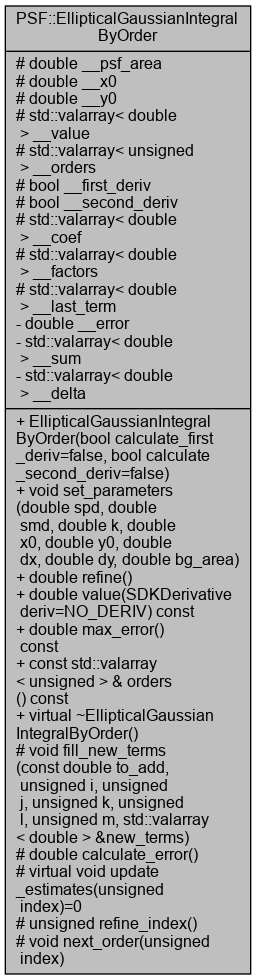 PSF::EllipticalGaussianIntegral
ByOrder
# double __psf_area
# double __x0
# double __y0
# std::valarray< double
 > __value
# std::valarray< unsigned
 > __orders
# bool __first_deriv
# bool __second_deriv
# std::valarray< double
 > __coef
# std::valarray< double
 > __factors
# std::valarray< double
 > __last_term
- double __error
- std::valarray< double
 > __sum
- std::valarray< double
 > __delta
+ EllipticalGaussianIntegral
ByOrder(bool calculate_first
_deriv=false, bool calculate
_second_deriv=false)
+ void set_parameters
(double spd, double
 smd, double k, double
 x0, double y0, double
 dx, double dy, double bg_area)
+ double refine()
+ double value(SDKDerivative
 deriv=NO_DERIV) const
+ double max_error()
 const
+ const std::valarray
< unsigned > & orders
() const
+ virtual ~EllipticalGaussian
IntegralByOrder()
# void fill_new_terms
(const double to_add,
 unsigned i, unsigned
 j, unsigned k, unsigned
 l, unsigned m, std::valarray
< double > &new_terms)
# double calculate_error()
# virtual void update
_estimates(unsigned
 index)=0
# unsigned refine_index()
# void next_order(unsigned
 index)